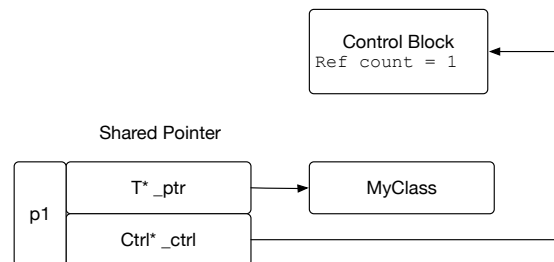 Control Block
Ref count = 1
Shared Pointer
p1
T* _ptr
MyClass
Ctrl* _ctrl